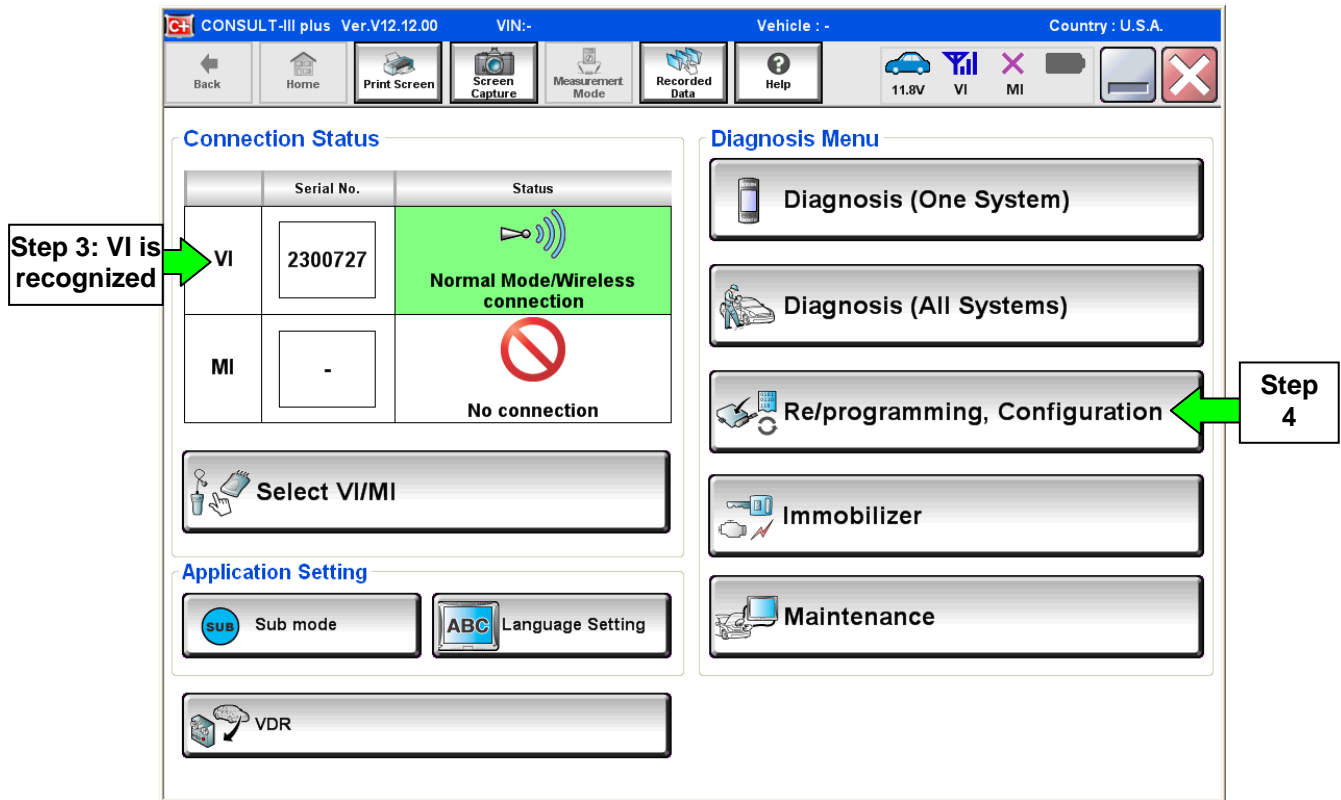 C+ CONSULT-III plus Ver.V12.12.00 VIN:- Vehicle : - Country : U.S.A.
Back
Home
Print Screen
Screen
Capture
Measurement
Mode
Recorded
Data
Help
11.8V
VI
MI
Connection Status
Serial No. Status
Step 3: VI is
recognized
VI
2300727
Normal Mode/Wireless
connection
MI
-
No connection
Select VI/MI
Application Setting
SUB Sub mode
ABC Language Setting
VDR
Diagnosis Menu
Diagnosis (One System)
Diagnosis (All Systems)
Re/programming, Configuration
Step
4
Immobilizer
Maintenance